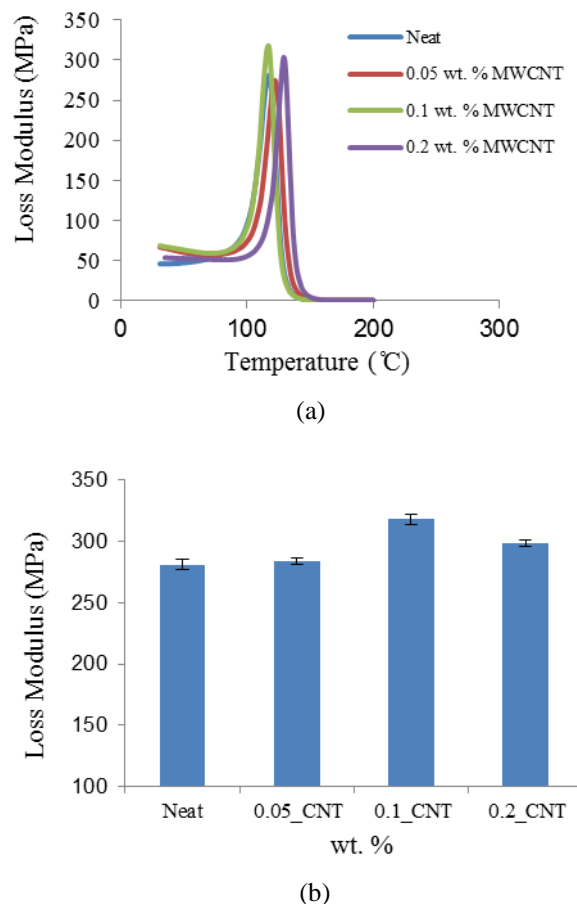 350
300
250
200
150
100
50
0
Loss Modulus (MPa)
Neat
0.05 wt. % MWCNT
0.1 wt. % MWCNT
0.2 wt. % MWCNT
0 100 200 300
Temperature (℃)
(a)
350
300
250
200
150
100
Loss Modulus (MPa)
Neat 0.05_CNT 0.1_CNT 0.2_CNT
wt. %
(b)